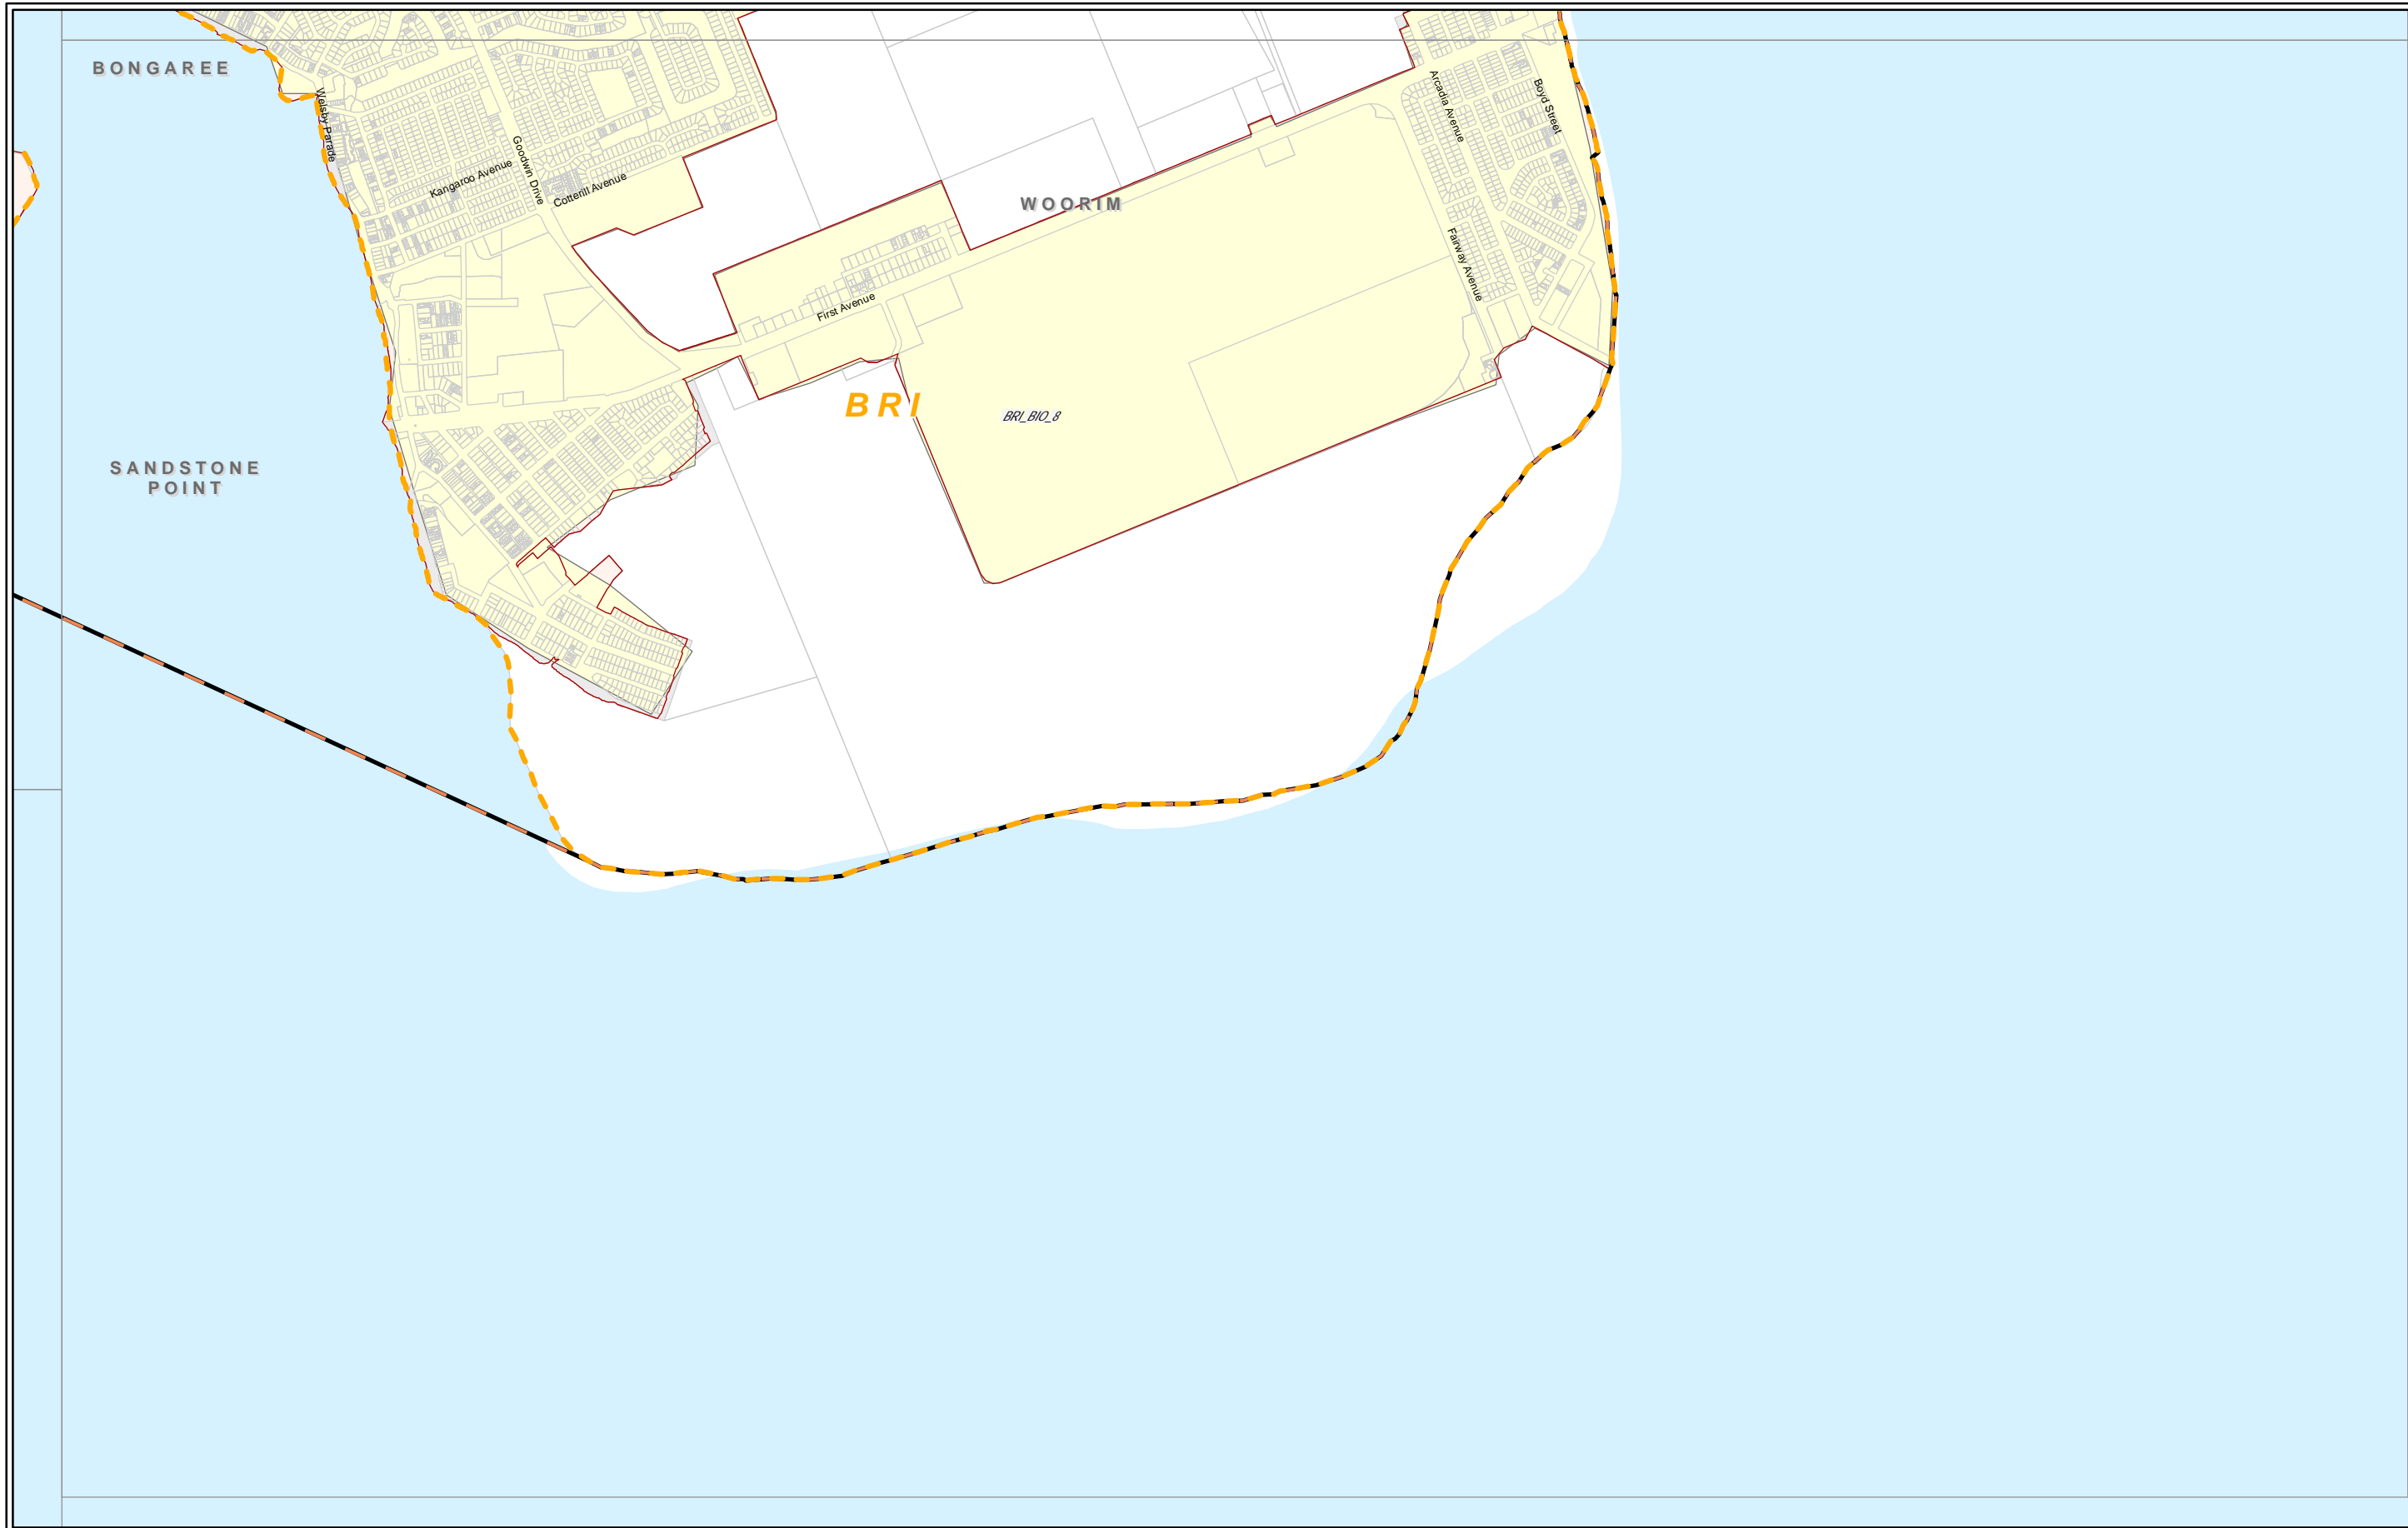 BONGAREE
Welsby Parade
Goodwin Drive
Kangaroo Avenue
Cotterill Avenue
Arcadia Avenue
Boyd Street
WOORIM
Fairway Avenue
First Avenue
BRI
BRI_BIO_8
SANDSTONE
POINT